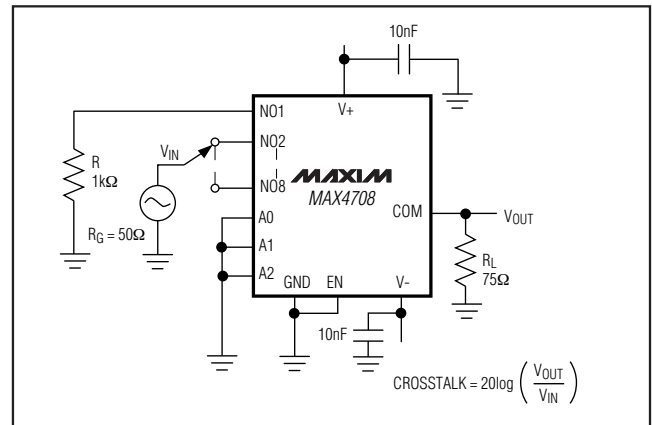 10nF
V+
NO1
NO2
NO8
VIN
R
1kΩ
RG = 50Ω
MAXIM
MAX4708
COM
VOUT
RL
75Ω
A0
A1
A2
GND
EN
V-
10nF
CROSSTALK = 20log ( VOUT / VIN )